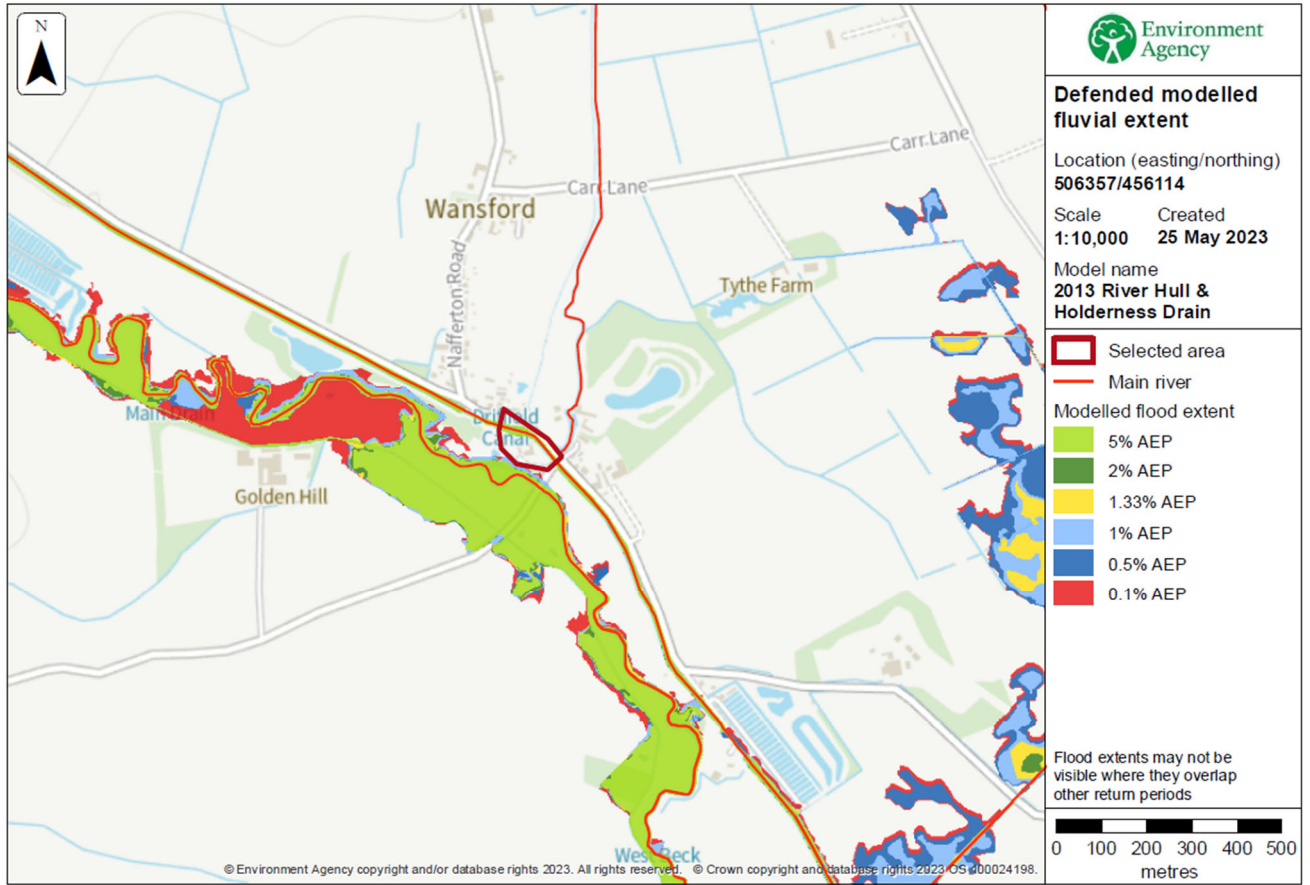 N
Wansford
Carr Lane
Carr Lane
Nafferton Road
Tythe Farm
Main Drain
Driffield
Canal
Golden Hill
West Beck
© Environment Agency copyright and/or database rights 2023. All rights reserved. © Crown copyright and database rights 2023 OS 100024198.
Environment
Agency
Defended modelled
fluvial extent
Location (easting/northing)
506357/456114
Scale Created
1:10,000 25 May 2023
Model name
2013 River Hull &
Holderness Drain
Selected area
Main river
Modelled flood extent
5% AEP
2% AEP
1.33% AEP
1% AEP
0.5% AEP
0.1% AEP
Flood extents may not be
visible where they overlap
other return periods
0 100 200 300 400 500
metres